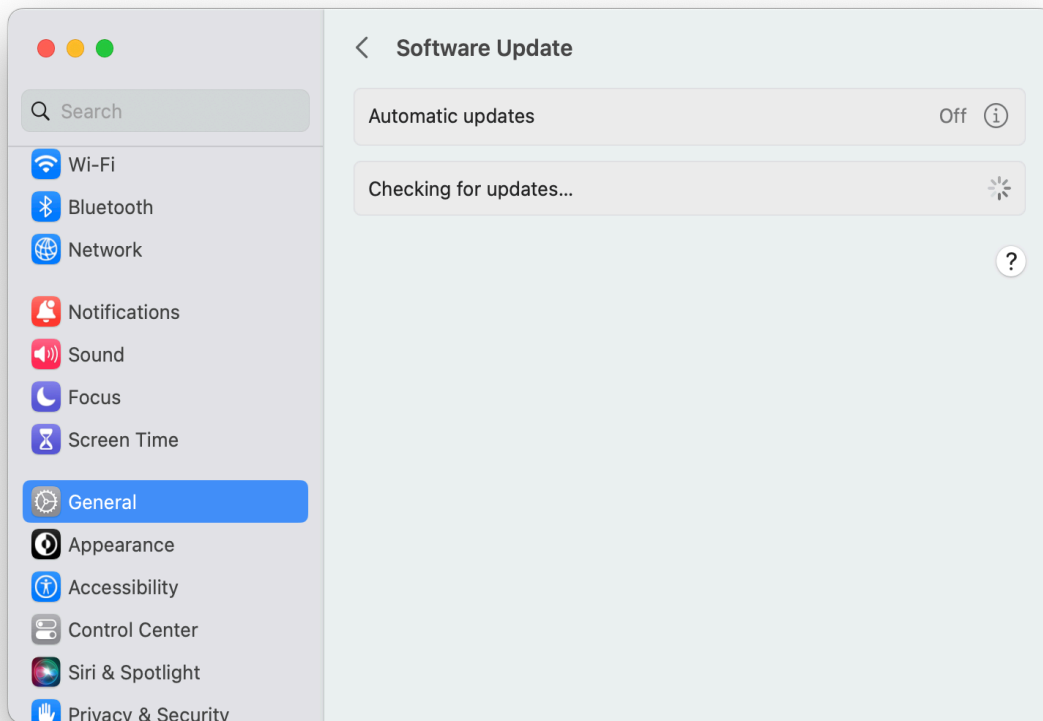 Software Update
Search
Automatic updates
Off
Checking for updates...
?
Wi-Fi
Bluetooth
Network
Notifications
Sound
Focus
Screen Time
General
Appearance
Accessibility
Control Center
Siri & Spotlight
Privacy & Security